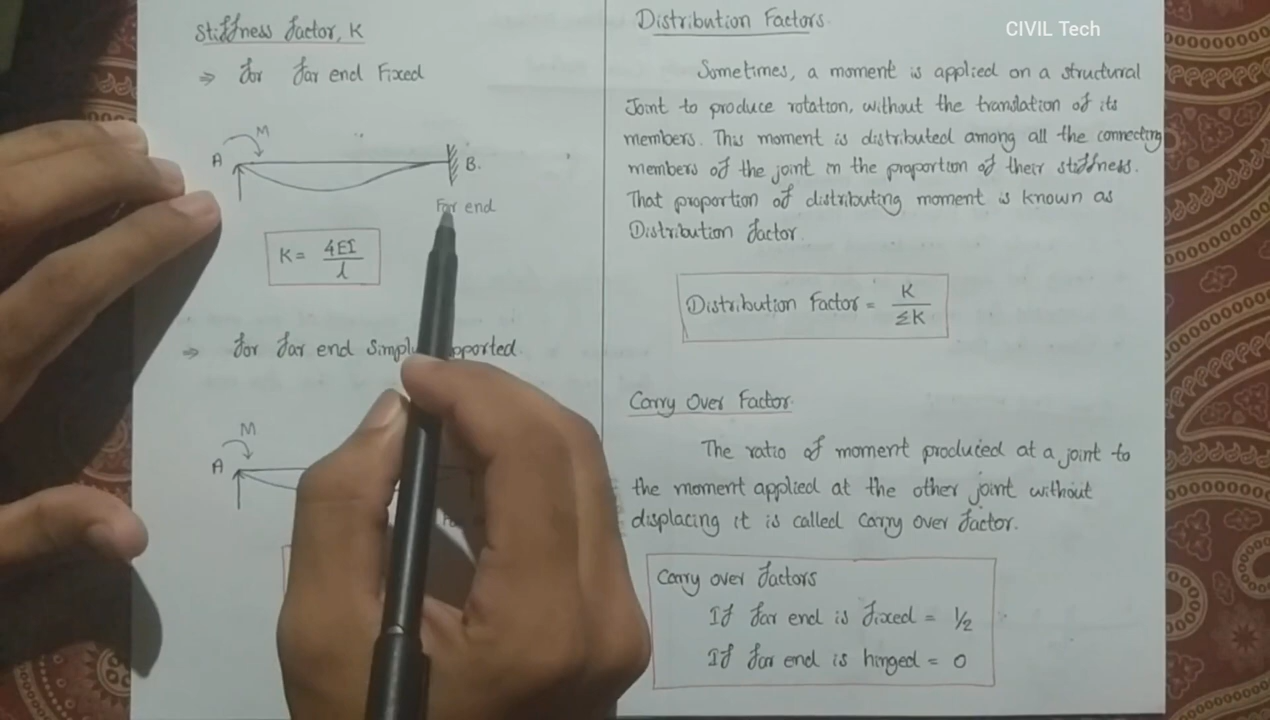 Stiffness factor, K
⇒ for far end Fixed
M
A
B.
Far end
K = 4EI / l
⇒ for far end Simply supported.
M
A
Distribution Factors.
CIVIL Tech
Sometimes, a moment is applied on a structural
Joint to produce rotation, without the translation of its
members. This moment is distributed among all the connecting
members of the joint in the proportion of their stiffness.
That proportion of distributing moment is known as
Distribution factor.
Distribution Factor = K / ΣK
Carry Over Factor.
The ratio of moment produced at a joint to
the moment applied at the other joint without
displacing it is called carry over factor.
Carry over factors
If far end is fixed = 1/2
If far end is hinged = 0